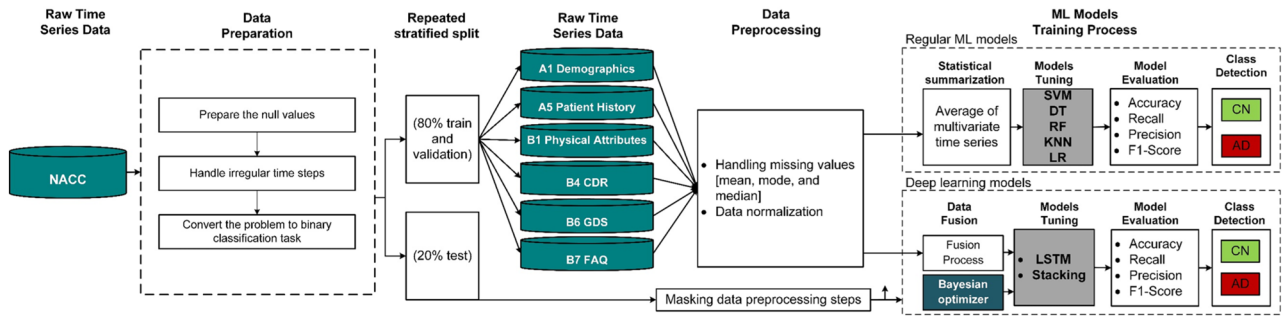 Raw Time
Series Data
NACC
Data
Preparation
Prepare the null values
Handle irregular time steps
Convert the problem to binary
classification task
Repeated
stratified split
(80% train
and
validation)
(20% test)
Raw Time
Series Data
A1 Demographics
A5 Patient History
B1 Physical Attributes
B4 CDR
B6 GDS
B7 FAQ
Data
Preprocessing
• Handling missing values
[mean, mode, and
median]
• Data normalization
Masking data preprocessing steps
ML Models
Training Process
Regular ML models
Statistical
summarization
Average of
multivariate
time series
Models
Tuning
SVM
DT
RF
KNN
LR
Model
Evaluation
• Accuracy
• Recall
• Precision
• F1-Score
Class
Detection
CN
AD
Deep learning models
Data
Fusion
Fusion
Process
Bayesian
optimizer
Models
Tuning
• LSTM
• Stacking
Model
Evaluation
• Accuracy
• Recall
• Precision
• F1-Score
Class
Detection
CN
AD